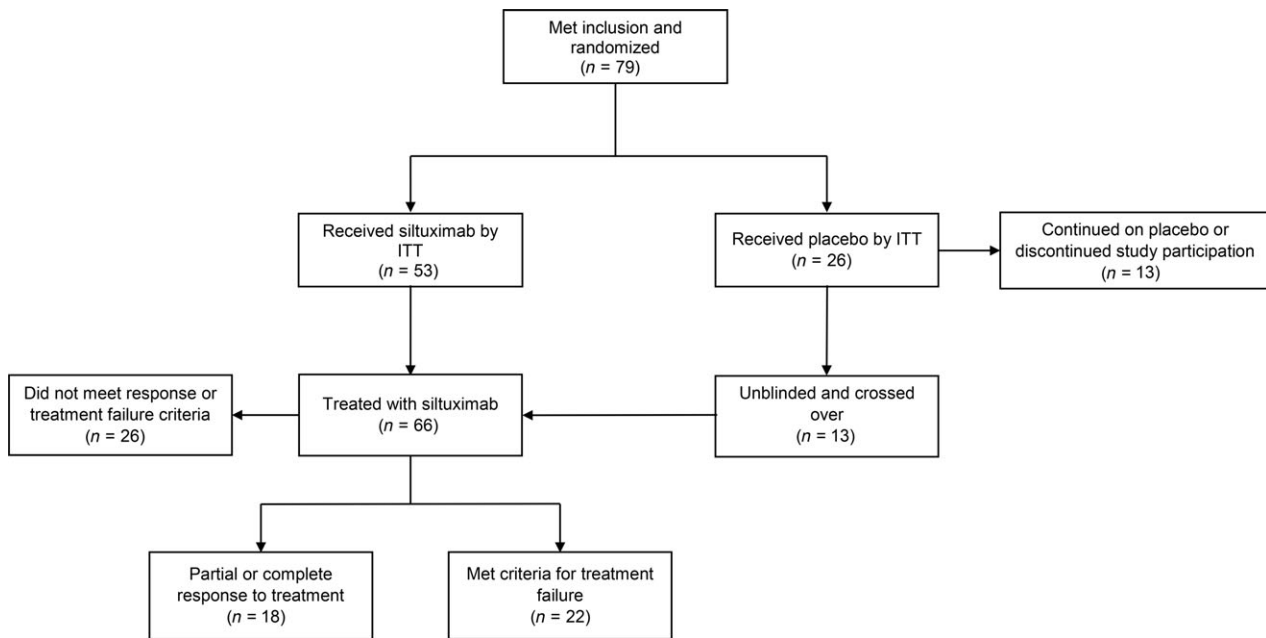 Met inclusion and
randomized
(n = 79)
Received siltuximab by
ITT
(n = 53)
Received placebo by ITT
(n = 26)
Continued on placebo or
discontinued study participation
(n = 13)
Did not meet response or
treatment failure criteria
(n = 26)
Treated with siltuximab
(n = 66)
Unblinded and crossed
over
(n = 13)
Partial or complete
response to treatment
(n = 18)
Met criteria for treatment
failure
(n = 22)